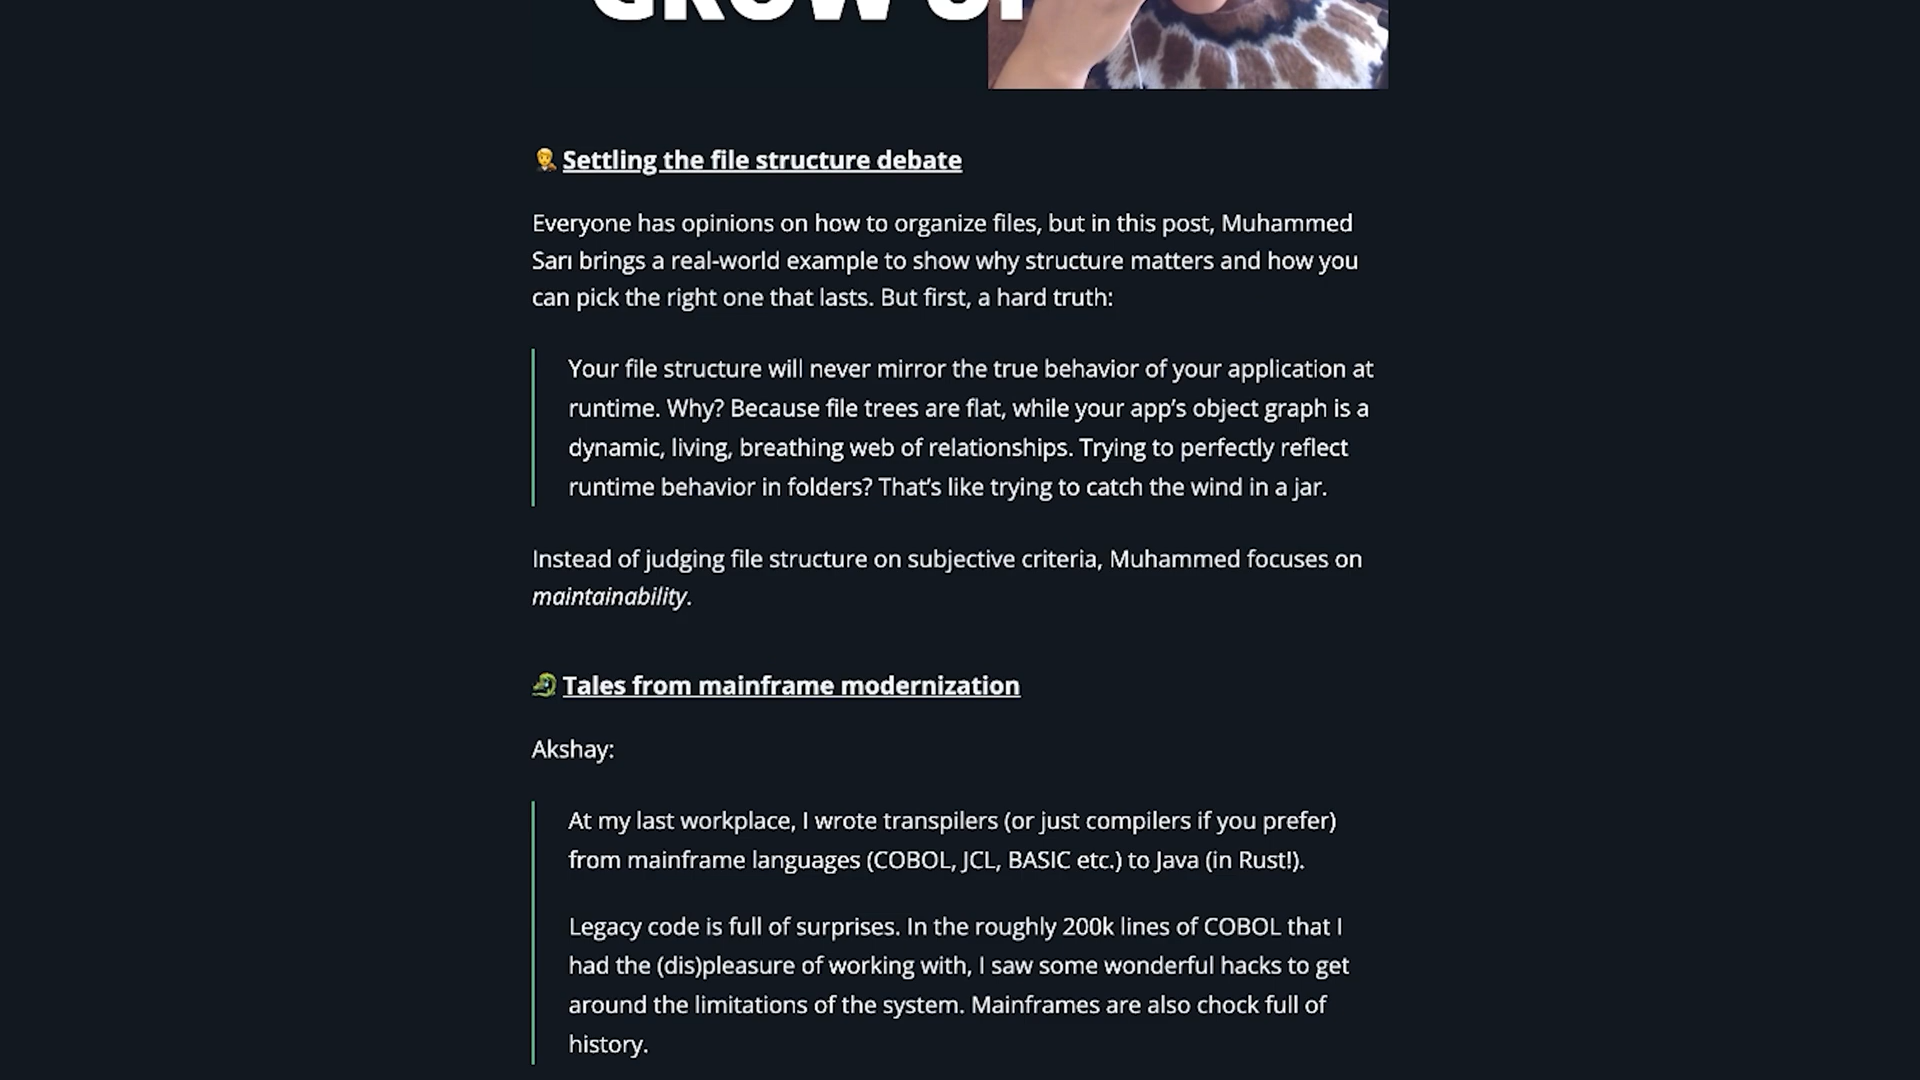 GROW UP
Settling the file structure debate
Everyone has opinions on how to organize files, but in this post, Muhammed
Sarı brings a real-world example to show why structure matters and how you
can pick the right one that lasts. But first, a hard truth:
Your file structure will never mirror the true behavior of your application at
runtime. Why? Because file trees are flat, while your app’s object graph is a
dynamic, living, breathing web of relationships. Trying to perfectly reflect
runtime behavior in folders? That’s like trying to catch the wind in a jar.
Instead of judging file structure on subjective criteria, Muhammed focuses on
maintainability.
Tales from mainframe modernization
Akshay:
At my last workplace, I wrote transpilers (or just compilers if you prefer)
from mainframe languages (COBOL, JCL, BASIC etc.) to Java (in Rust!).
Legacy code is full of surprises. In the roughly 200k lines of COBOL that I
had the (dis)pleasure of working with, I saw some wonderful hacks to get
around the limitations of the system. Mainframes are also chock full of
history.